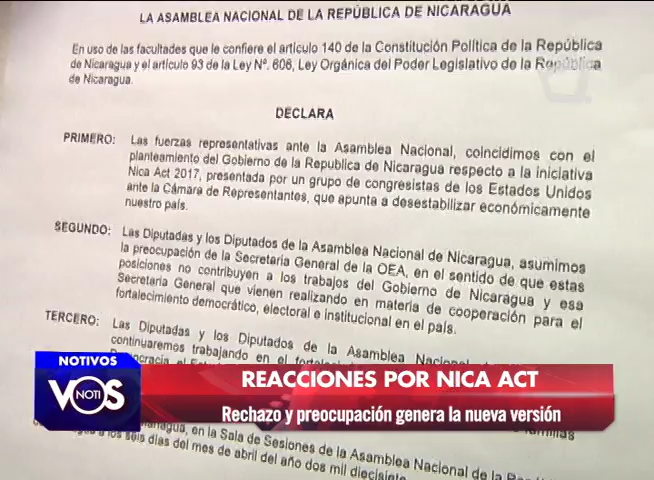 LA ASAMBLEA NACIONAL DE LA REPÚBLICA DE NICARAGUA
En uso de las facultades que le confiere el artículo 140 de la Constitución Política de la República
de Nicaragua y el artículo 93 de la Ley Nº. 606, Ley Orgánica del Poder Legislativo de la República
de Nicaragua.
DECLARA
PRIMERO: Las fuerzas representativas ante la Asamblea Nacional, coincidimos con el
planteamiento del Gobierno de la Republica de Nicaragua respecto a la iniciativa
Nica Act 2017, presentada por un grupo de congresistas de los Estados Unidos
ante la Cámara de Representantes, que apunta a desestabilizar económicamente
nuestro país.
SEGUNDO: Las Diputadas y los Diputados de la Asamblea Nacional de Nicaragua, asumimos
la preocupación de la Secretaría General de la OEA, en el sentido de que estas
posiciones no contribuyen a los trabajos del Gobierno de Nicaragua y esa
Secretaría General que vienen realizando en materia de cooperación para el
fortalecimiento democrático, electoral e institucional en el país.
TERCERO: Las Diputadas y los Diputados de la Asamblea
continuaremos trabajando en el
NOTIVOS
VOS
NOTI
REACCIONES POR NICA ACT
Rechazo y preocupación genera la nueva versión
familias
en la Sala de Sesiones de la Asamblea Nacional de la
a los seis días del mes de abril del año dos mil diecisiete